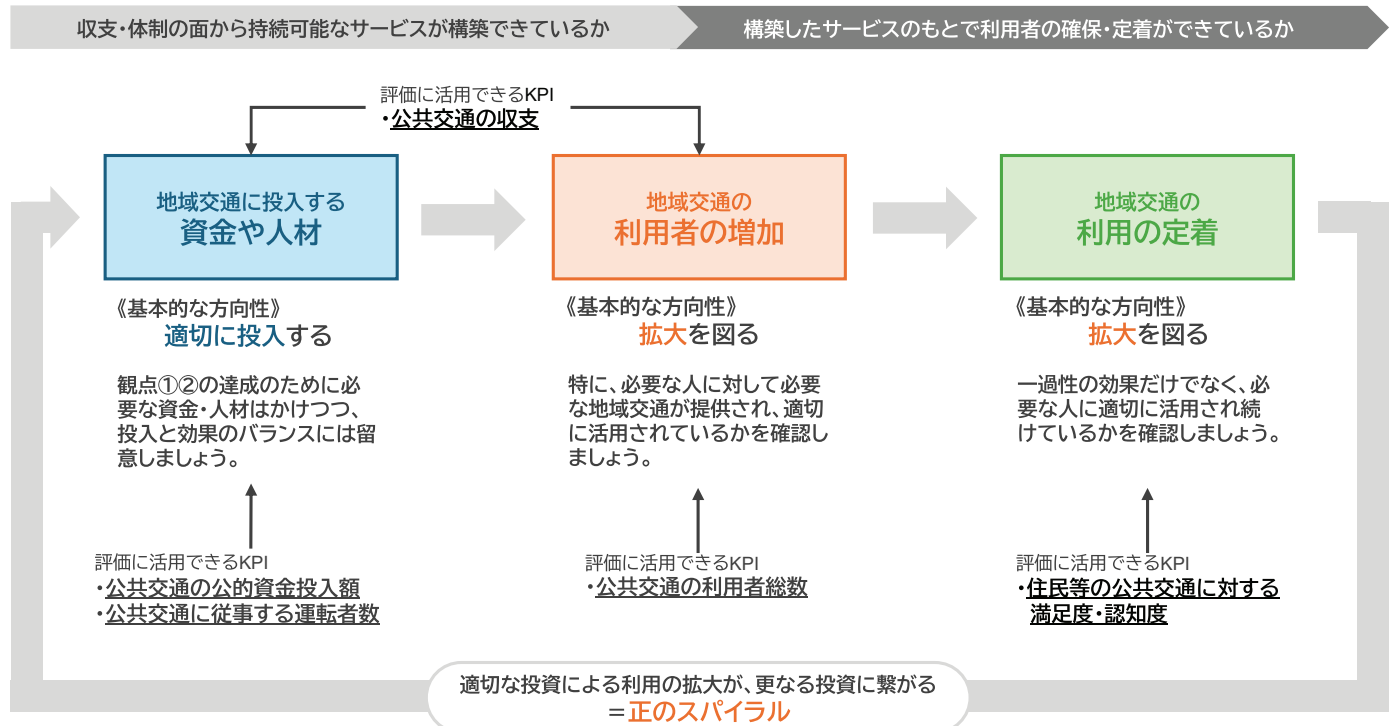 収支・体制の面から持続可能なサービスが構築できているか
構築したサービスのもとで利用者の確保・定着ができているか
評価に活用できるKPI
・公共交通の収支
地域交通に投入する
資金や人材
地域交通の
利用者の増加
地域交通の
利用の定着
《基本的な方向性》
適切に投入する
観点①②の達成のために必
要な資金・人材はかけつつ、
投入と効果のバランスには留
意しましょう。
《基本的な方向性》
拡大を図る
特に、必要な人に対して必要
な地域交通が提供され、適切
に活用されているかを確認し
ましょう。
《基本的な方向性》
拡大を図る
一過性の効果だけでなく、必
要な人に適切に活用され続
けているかを確認しましょう。
評価に活用できるKPI
・公共交通の公的資金投入額
・公共交通に従事する運転者数
評価に活用できるKPI
・公共交通の利用者総数
評価に活用できるKPI
・住民等の公共交通に対する
満足度・認知度
適切な投資による利用の拡大が、更なる投資に繋がる
＝正のスパイラル